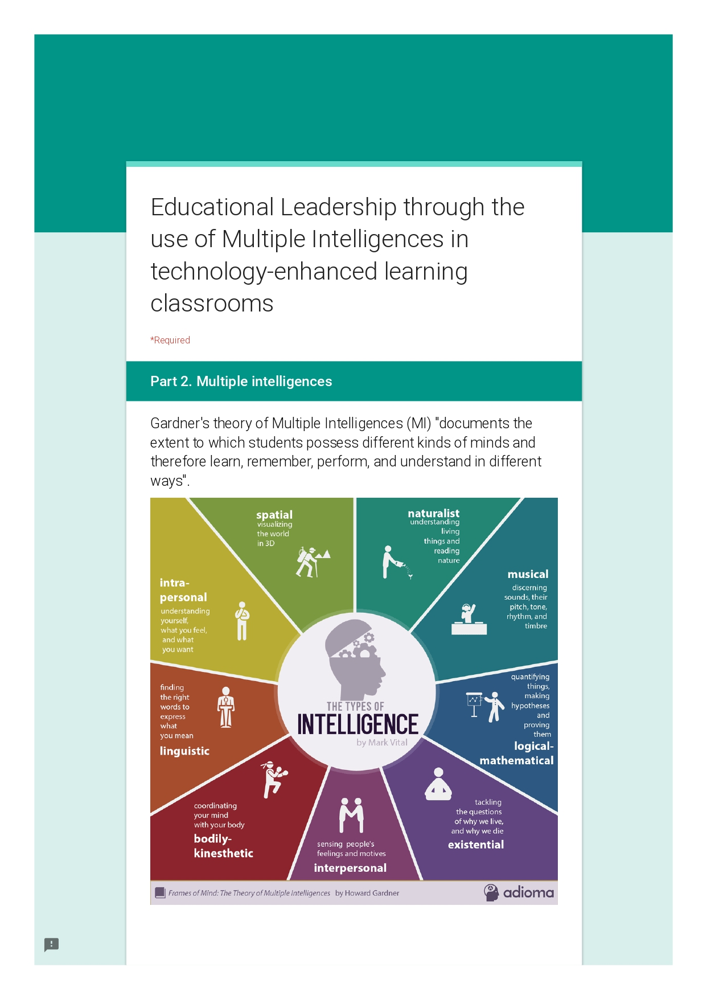 Educational Leadership through the
use of Multiple Intelligences in
technology-enhanced learning
classrooms
*Required
Part 2. Multiple intelligences
Gardner's theory of Multiple Intelligences (MI) "documents the
extent to which students possess different kinds of minds and
therefore learn, remember, perform, and understand in different
ways".
spatial
visualizing
the world
in 3D
naturalist
understanding
living
things and
reading
nature
musical
discerning
sounds, their
pitch, tone,
rhythm, and
timbre
intra-
personal
understanding
yourself,
what you feel,
and what
you want
finding
the right
words to
express
what
you mean
linguistic
THE TYPES OF
INTELLIGENCE
by Mark Vital
quantifying
things,
making
hypotheses
and
proving
them
logical-
mathematical
coordinating
your mind
with your body
bodily-
kinesthetic
sensing people's
feelings and motives
interpersonal
tackling
the questions
of why we live,
and why we die
existential
Frames of Mind: The Theory of Multiple Intelligences by Howard Gardner
adioma